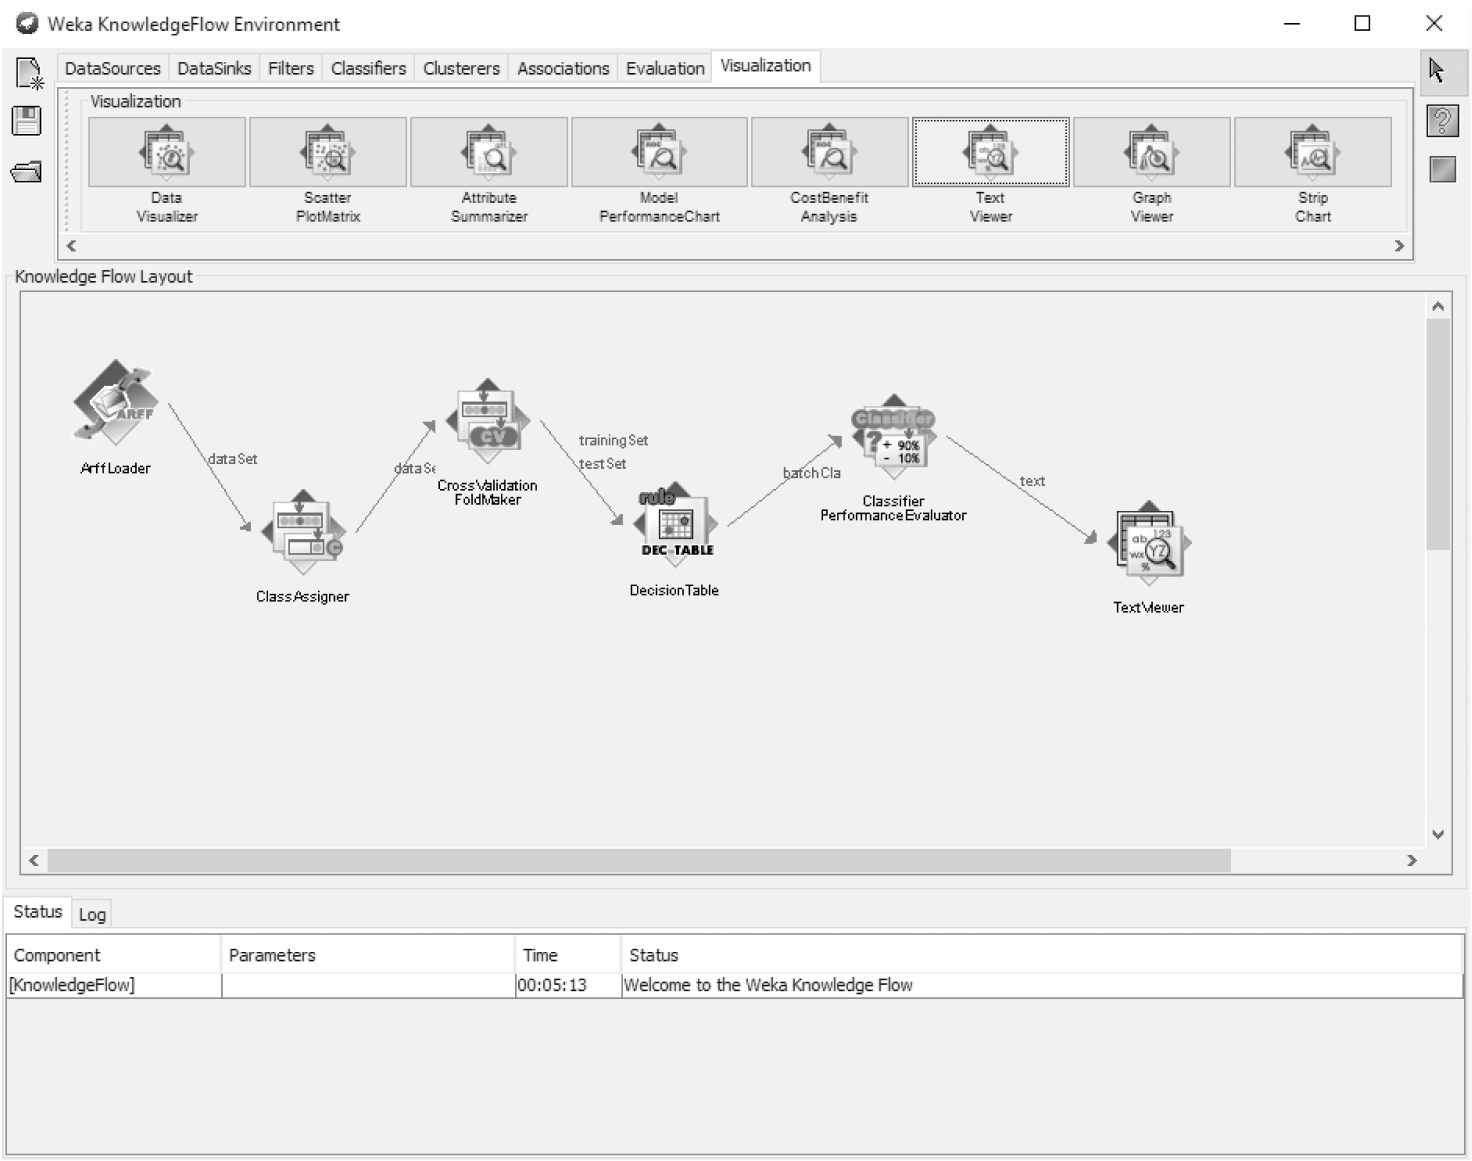 Weka KnowledgeFlow Environment
DataSources DataSinks Filters Classifiers Clusterers Associations Evaluation Visualization
Visualization
Data Visualizer
Scatter PlotMatrix
Attribute Summarizer
Model PerformanceChart
CostBenefit Analysis
Text Viewer
Graph Viewer
Strip Chart
Knowledge Flow Layout
ARFF
ArffLoader
dataSet
C
ClassAssigner
dataSe
CV
CrossValidation
FoldMaker
trainingSet
testSet
rule
DEC-TABLE
DecisionTable
batchCla
Classifier
? + 90%
- 10%
Classifier
PerformanceEvaluator
text
ab 123
wx YZ
%
TextViewer
Status Log
Component Parameters Time Status
[KnowledgeFlow] 00:05:13 Welcome to the Weka Knowledge Flow